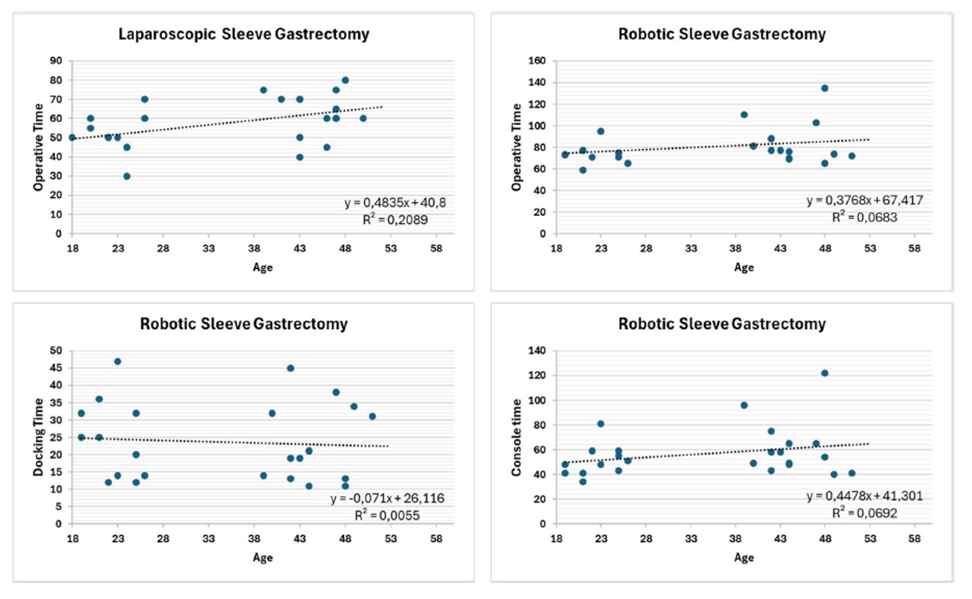 Laparoscopic Sleeve Gastrectomy
Operative Time
90
80
70
60
50
40
30
20
10
0
y = 0,4835x + 40,8
R² = 0,2089
18 23 28 33 38 43 48 53 58
Age
Robotic Sleeve Gastrectomy
Operative Time
160
140
120
100
80
60
40
20
0
y = 0,3768x + 67,417
R² = 0,0683
18 23 28 33 38 43 48 53 58
Age
Robotic Sleeve Gastrectomy
Docking Time
50
45
40
35
30
25
20
15
10
5
0
y = -0,071x + 26,116
R² = 0,0055
18 23 28 33 38 43 48 53 58
Age
Robotic Sleeve Gastrectomy
Console time
140
120
100
80
60
40
20
0
y = 0,4478x + 41,301
R² = 0,0692
18 23 28 33 38 43 48 53 58
Age